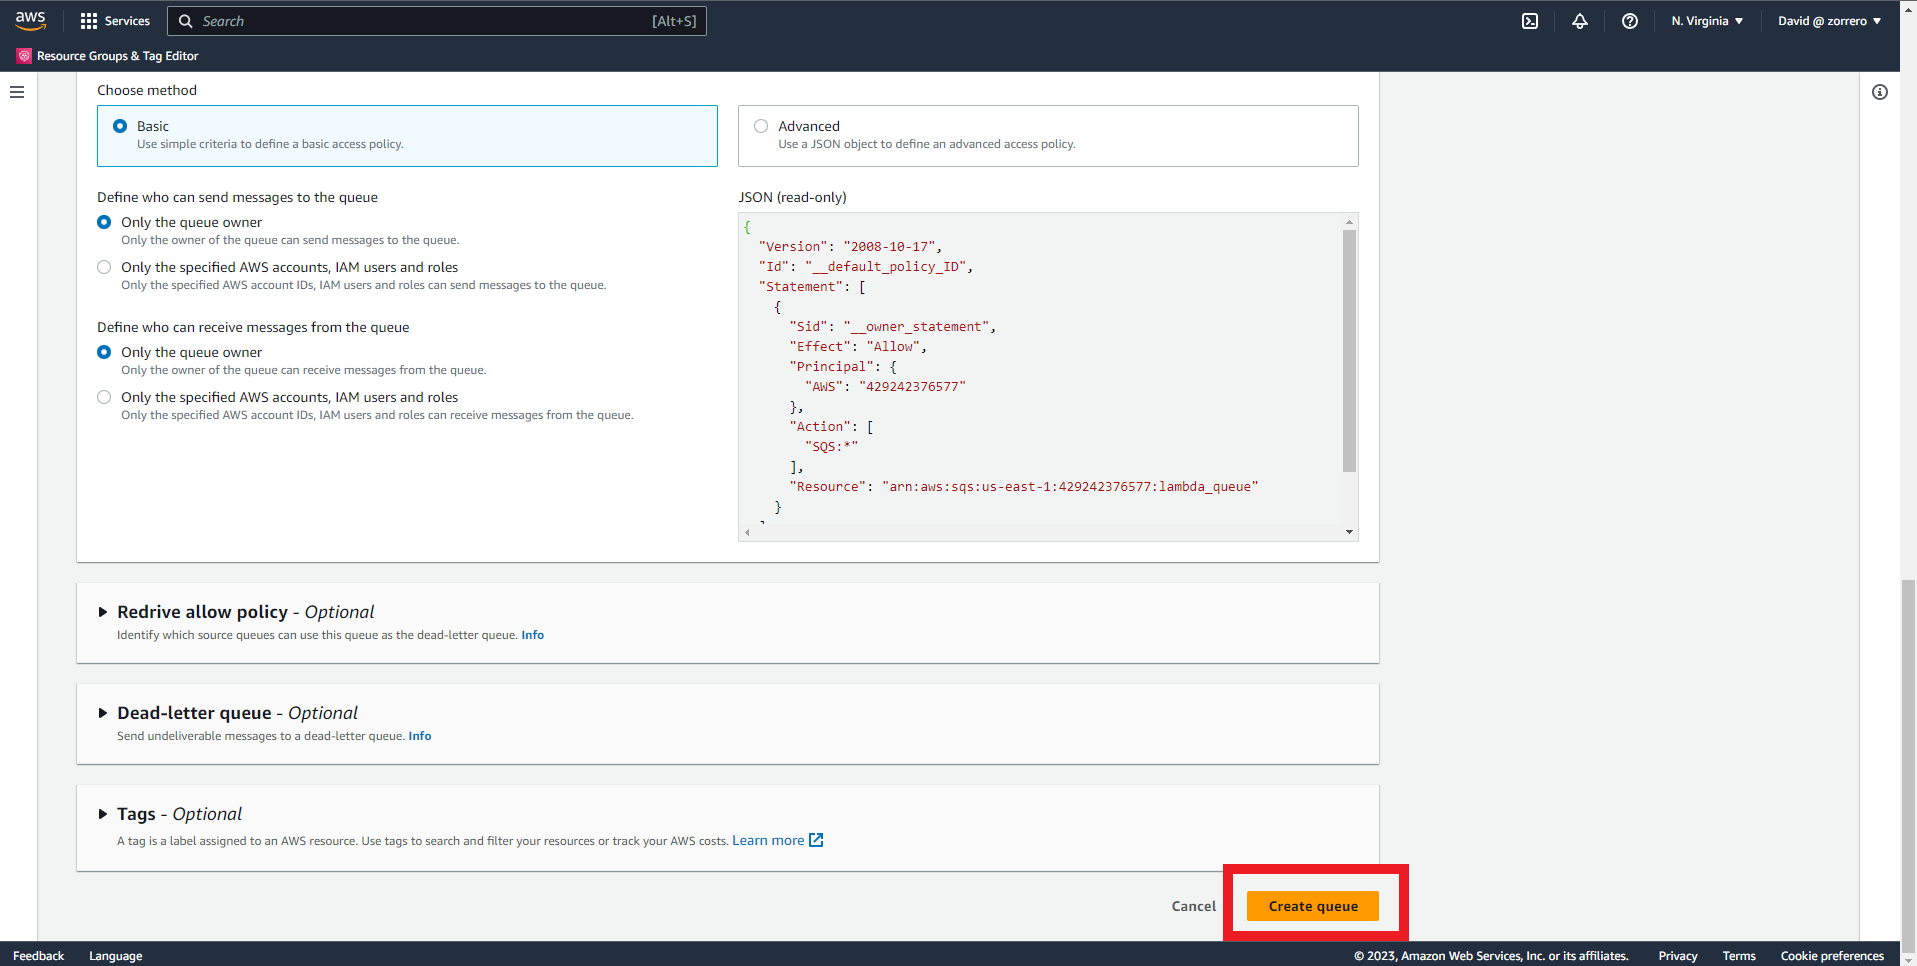 aws Services Search [Alt+S] N. Virginia David @ zorrero
Resource Groups & Tag Editor
Choose method
Basic
Use simple criteria to define a basic access policy.
Advanced
Use a JSON object to define an advanced access policy.
Define who can send messages to the queue
Only the queue owner
Only the owner of the queue can send messages to the queue.
Only the specified AWS accounts, IAM users and roles
Only the specified AWS account IDs, IAM users and roles can send messages to the queue.
Define who can receive messages from the queue
Only the queue owner
Only the owner of the queue can receive messages from the queue.
Only the specified AWS accounts, IAM users and roles
Only the specified AWS account IDs, IAM users and roles can receive messages from the queue.
JSON (read-only)
{
"Version": "2008-10-17",
"Id": "__default_policy_ID",
"Statement": [
{
"Sid": "__owner_statement",
"Effect": "Allow",
"Principal": {
"AWS": "429242376577"
},
"Action": [
"SQS:*"
],
"Resource": "arn:aws:sqs:us-east-1:429242376577:lambda_queue"
}
Redrive allow policy - Optional
Identify which source queues can use this queue as the dead-letter queue. Info
Dead-letter queue - Optional
Send undeliverable messages to a dead-letter queue. Info
Tags - Optional
A tag is a label assigned to an AWS resource. Use tags to search and filter your resources or track your AWS costs. Learn more
Cancel Create queue
Feedback Language © 2023, Amazon Web Services, Inc. or its affiliates. Privacy Terms Cookie preferences